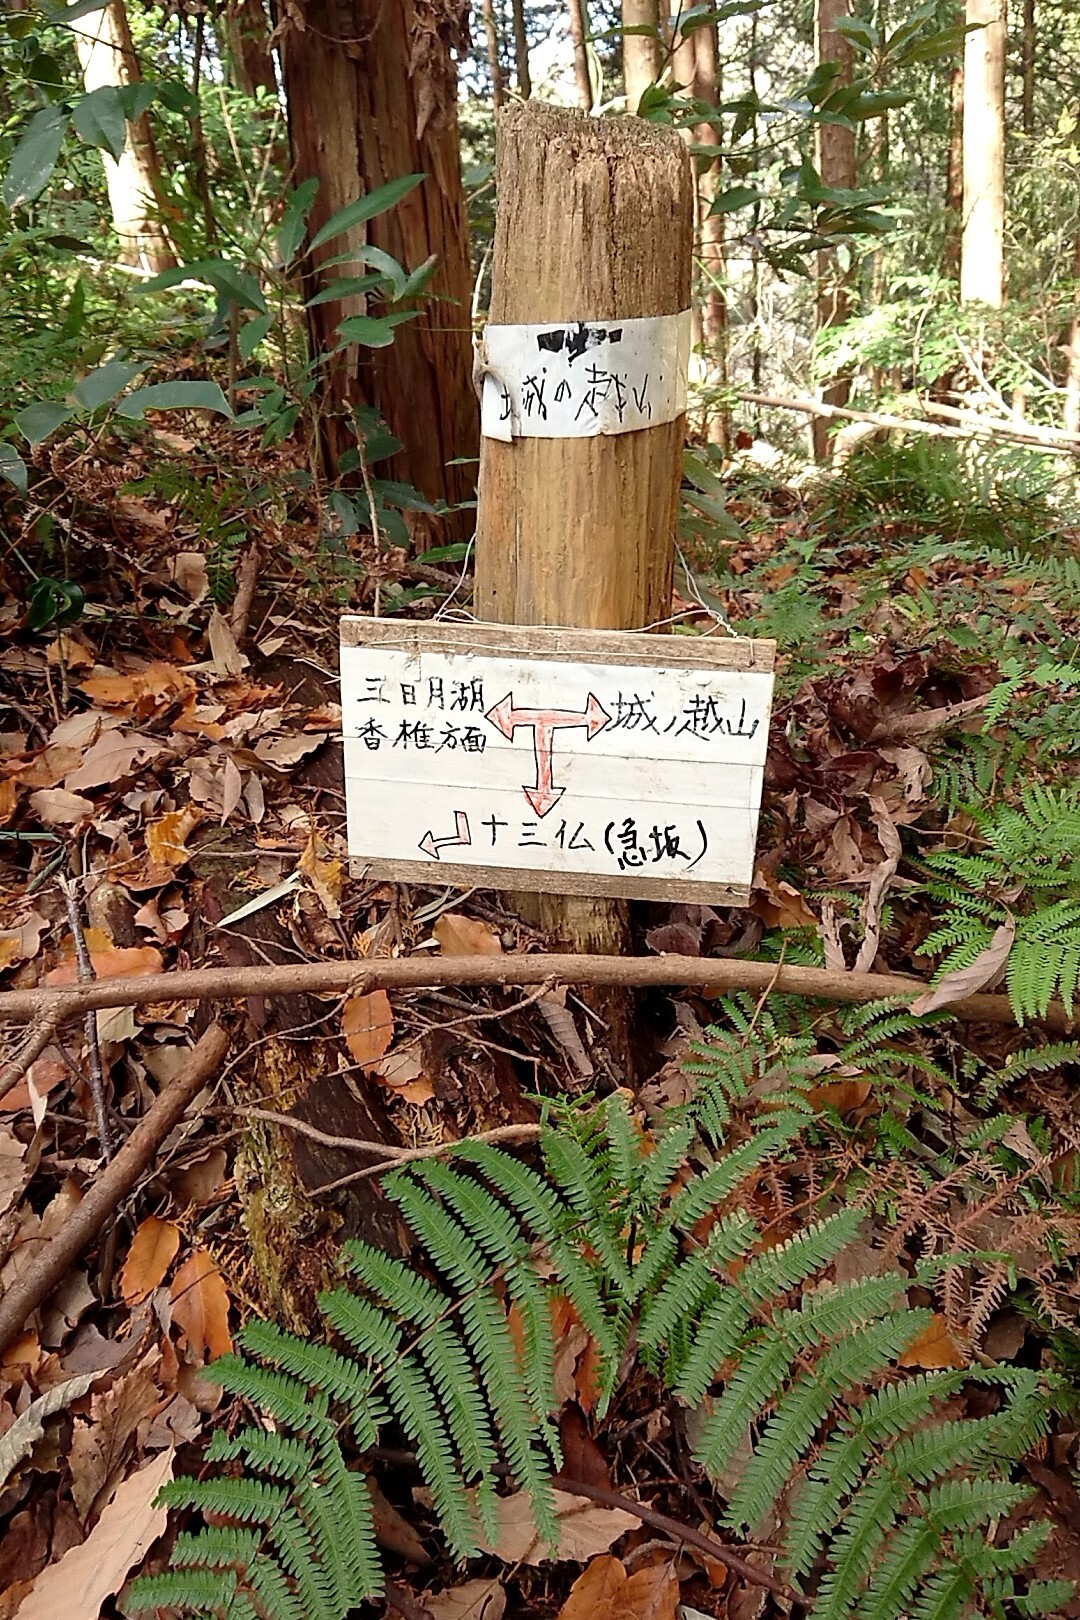 城の越山
三日月湖
香椎方面
城ノ越山
十三仏(急坂)